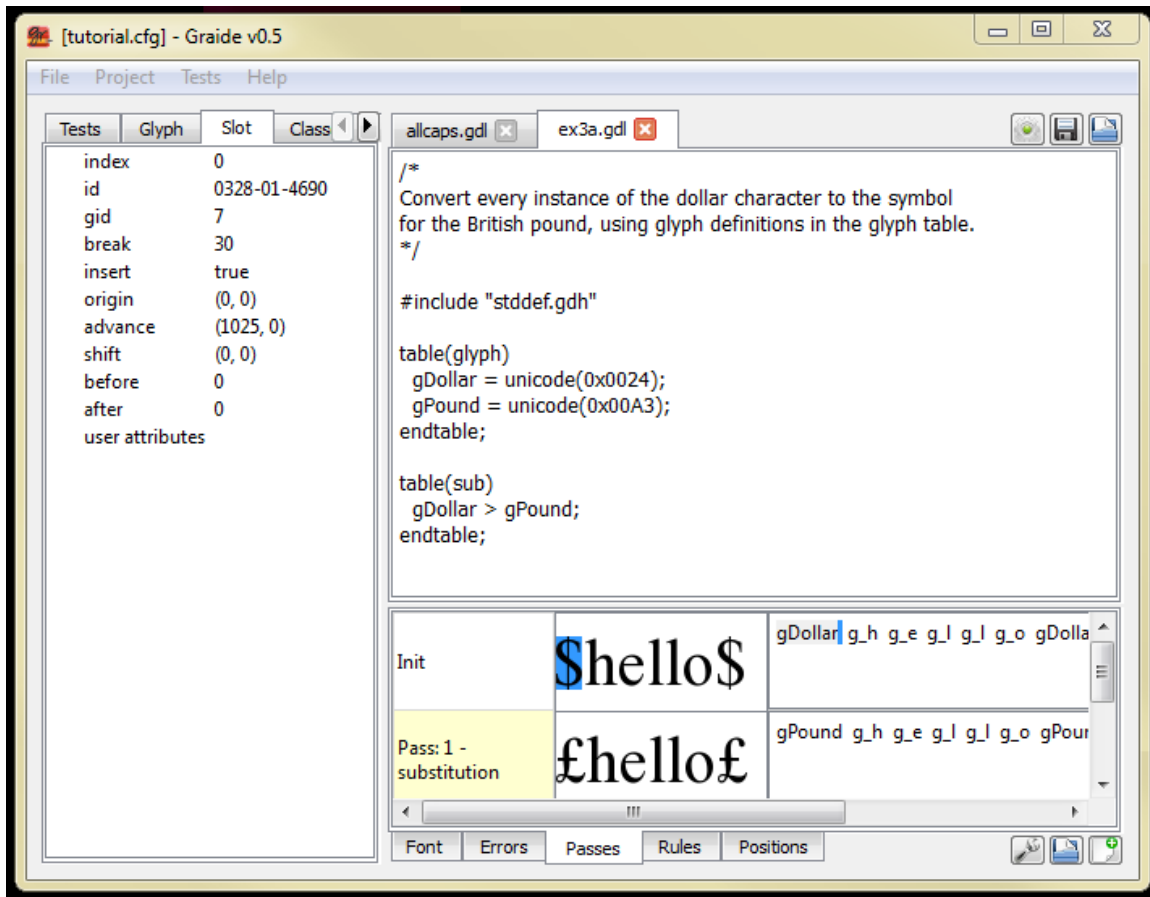 [tutorial.cfg] - Graide v0.5
File Project Tests Help
Tests Glyph Slot Class
index 0
id 0328-01-4690
gid 7
break 30
insert true
origin (0, 0)
advance (1025, 0)
shift (0, 0)
before 0
after 0
user attributes
allcaps.gdl ex3a.gdl
/*
Convert every instance of the dollar character to the symbol
for the British pound, using glyph definitions in the glyph table.
*/
#include "stddef.gdh"
table(glyph)
gDollar = unicode(0x0024);
gPound = unicode(0x00A3);
endtable;
table(sub)
gDollar > gPound;
endtable;
Init $hello$ gDollar g_h g_e g_l g_l g_o gDolla
Pass: 1 -
substitution £hello£ gPound g_h g_e g_l g_l g_o gPour
Font Errors Passes Rules Positions